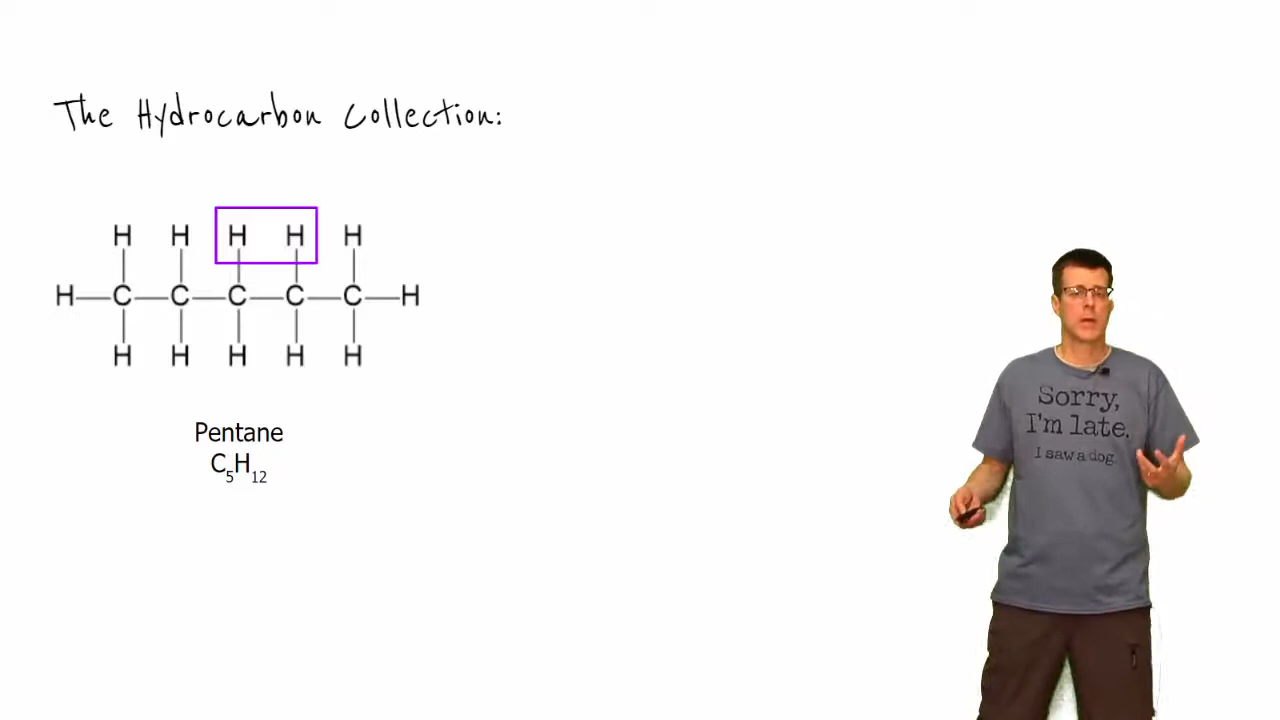 The Hydrocarbon Collection:
H H H H H
H—C—C—C—C—C—H
H H H H H
Pentane
C₅H₁₂
Sorry,
I'm late.
I saw a dog.